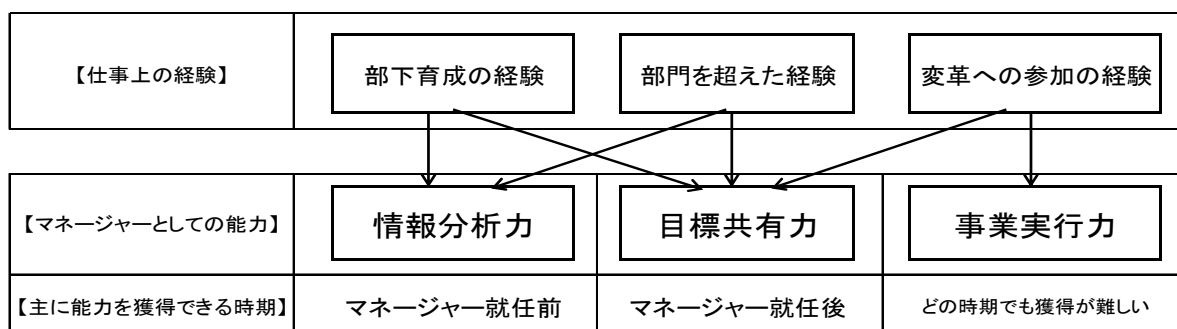 【仕事上の経験】
部下育成の経験
部門を超えた経験
変革への参加の経験
【マネージャーとしての能力】
情報分析力
目標共有力
事業実行力
【主に能力を獲得できる時期】
マネージャー就任前
マネージャー就任後
どの時期でも獲得が難しい